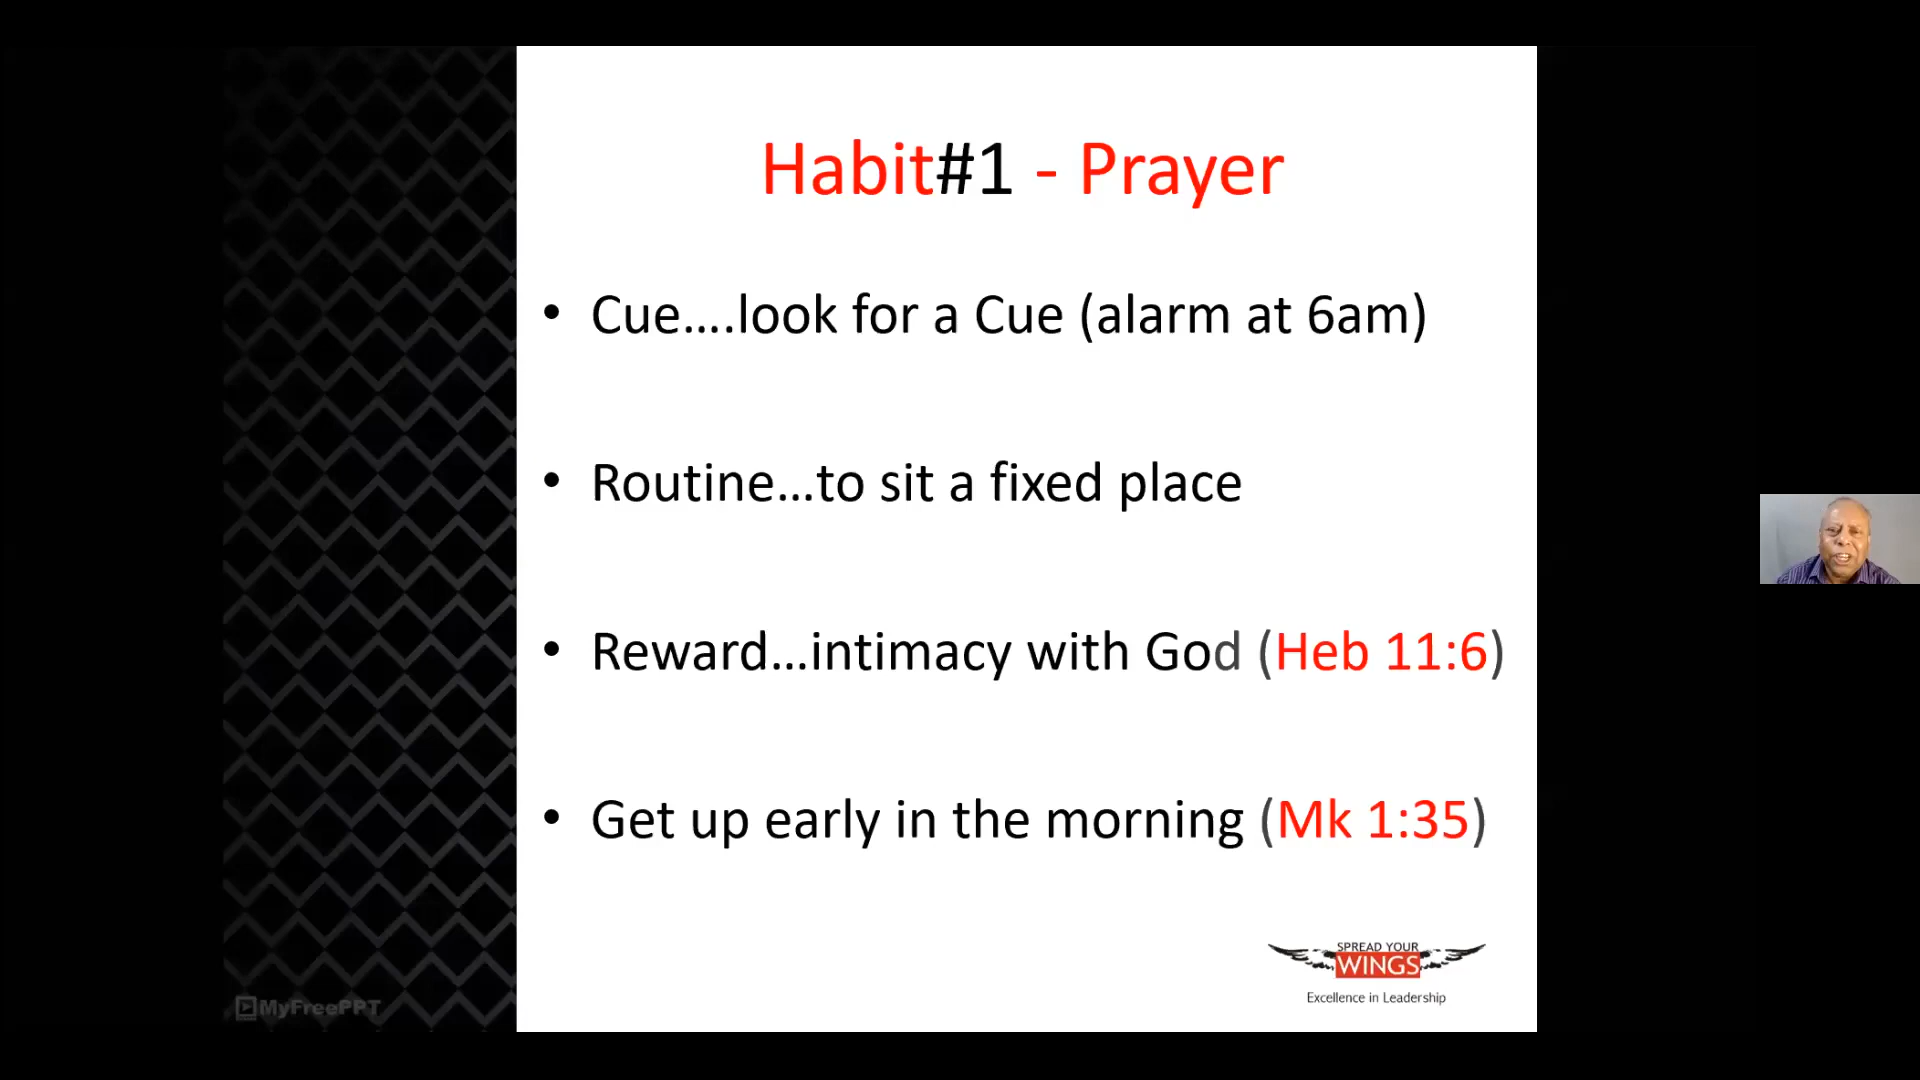 Habit#1 - Prayer
• Cue....look for a Cue (alarm at 6am)
• Routine...to sit a fixed place
• Reward...intimacy with God (Heb 11:6)
• Get up early in the morning (Mk 1:35)
SPREAD YOUR
WINGS
Excellence in Leadership
MyFreePPT